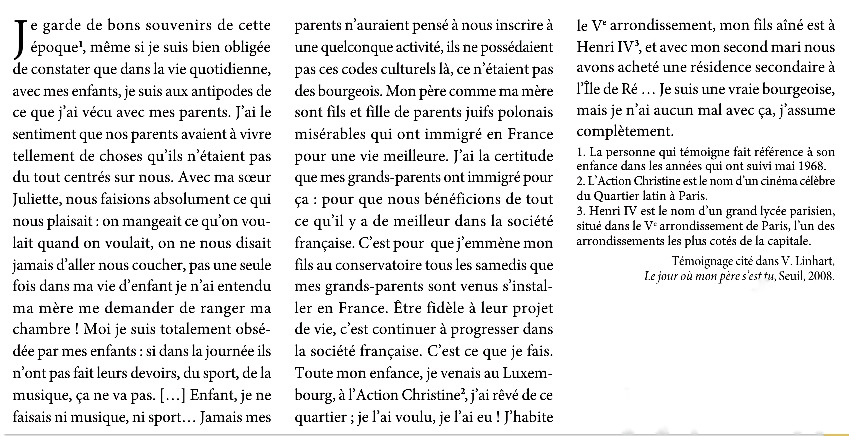 Je garde de bons souvenirs de cette
époque¹, même si je suis bien obligée
de constater que dans la vie quotidienne,
avec mes enfants, je suis aux antipodes de
ce que j'ai vécu avec mes parents. J'ai le
sentiment que nos parents avaient à vivre
tellement de choses qu'ils n'étaient pas
du tout centrés sur nous. Avec ma sœur
Juliette, nous faisions absolument ce qui
nous plaisait : on mangeait ce qu'on vou-
lait quand on voulait, on ne nous disait
jamais d'aller nous coucher, pas une seule
fois dans ma vie d'enfant je n'ai entendu
ma mère me demander de ranger ma
chambre ! Moi je suis totalement obsé-
dée par mes enfants : si dans la journée ils
n'ont pas fait leurs devoirs, du sport, de la
musique, ça ne va pas. […] Enfant, je ne
faisais ni musique, ni sport… Jamais mes
parents n'auraient pensé à nous inscrire à
une quelconque activité, ils ne possédaient
pas ces codes culturels là, ce n'étaient pas
des bourgeois. Mon père comme ma mère
sont fils et fille de parents juifs polonais
misérables qui ont immigré en France
pour une vie meilleure. J'ai la certitude
que mes grands-parents ont immigré pour
ça : pour que nous bénéficions de tout
ce qu'il y a de meilleur dans la société
française. C'est pour que j'emmène mon
fils au conservatoire tous les samedis que
mes grands-parents sont venus s'instal-
ler en France. Être fidèle à leur projet
de vie, c'est continuer à progresser dans
la société française. C'est ce que je fais.
Toute mon enfance, je venais au Luxem-
bourg, à l'Action Christine², j'ai rêvé de ce
quartier ; je l'ai voulu, je l'ai eu ! J'habite
le Vᵉ arrondissement, mon fils aîné est à
Henri IV³, et avec mon second mari nous
avons acheté une résidence secondaire à
l'Île de Ré … Je suis une vraie bourgeoise,
mais je n'ai aucun mal avec ça, j'assume
complètement.
1. La personne qui témoigne fait référence à son
enfance dans les années qui ont suivi mai 1968.
2. L'Action Christine est le nom d'un cinéma célèbre
du Quartier latin à Paris.
3. Henri IV est le nom d'un grand lycée parisien,
situé dans le Vᵉ arrondissement de Paris, l'un des
arrondissements les plus cotés de la capitale.
Témoignage cité dans V. Linhart,
Le jour où mon père s'est tu, Seuil, 2008.